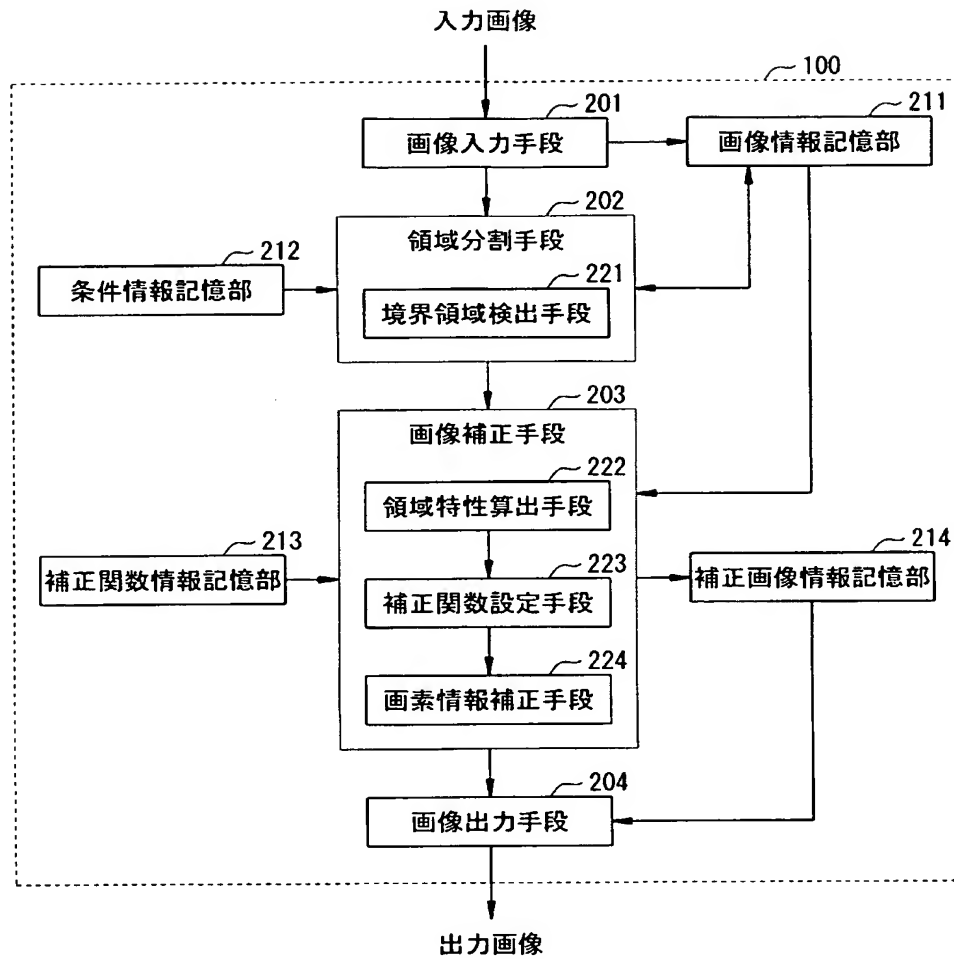 入力画像
100
201
画像入力手段
211
画像情報記憶部
202
領域分割手段
212
条件情報記憶部
221
境界領域検出手段
203
画像補正手段
222
領域特性算出手段
213
補正関数情報記憶部
223
補正関数設定手段
214
補正画像情報記憶部
224
画素情報補正手段
204
画像出力手段
出力画像